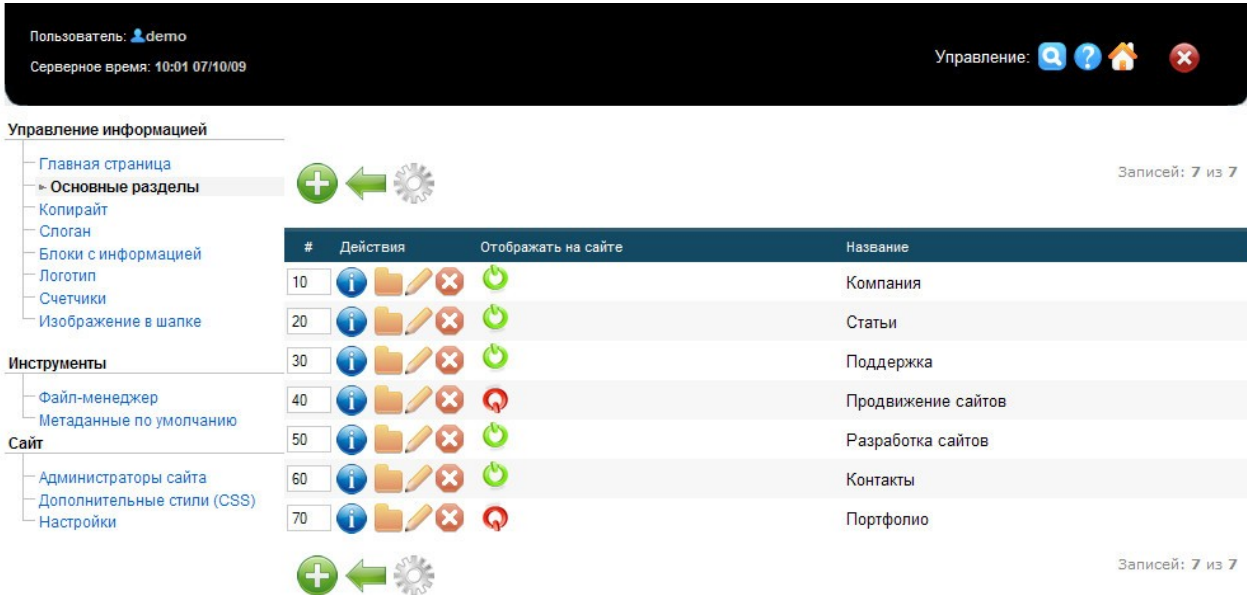 Пользователь: demo
Серверное время: 10:01 07/10/09
Управление:
Управление информацией
Главная страница
Основные разделы
Копирайт
Слоган
Блоки с информацией
Логотип
Счетчики
Изображение в шапке
Инструменты
Файл-менеджер
Метаданные по умолчанию
Сайт
Администраторы сайта
Дополнительные стили (CSS)
Настройки
Записей: 7 из 7
# Действия Отображать на сайте Название
10 Компания
20 Статьи
30 Поддержка
40 Продвижение сайтов
50 Разработка сайтов
60 Контакты
70 Портфолио
Записей: 7 из 7